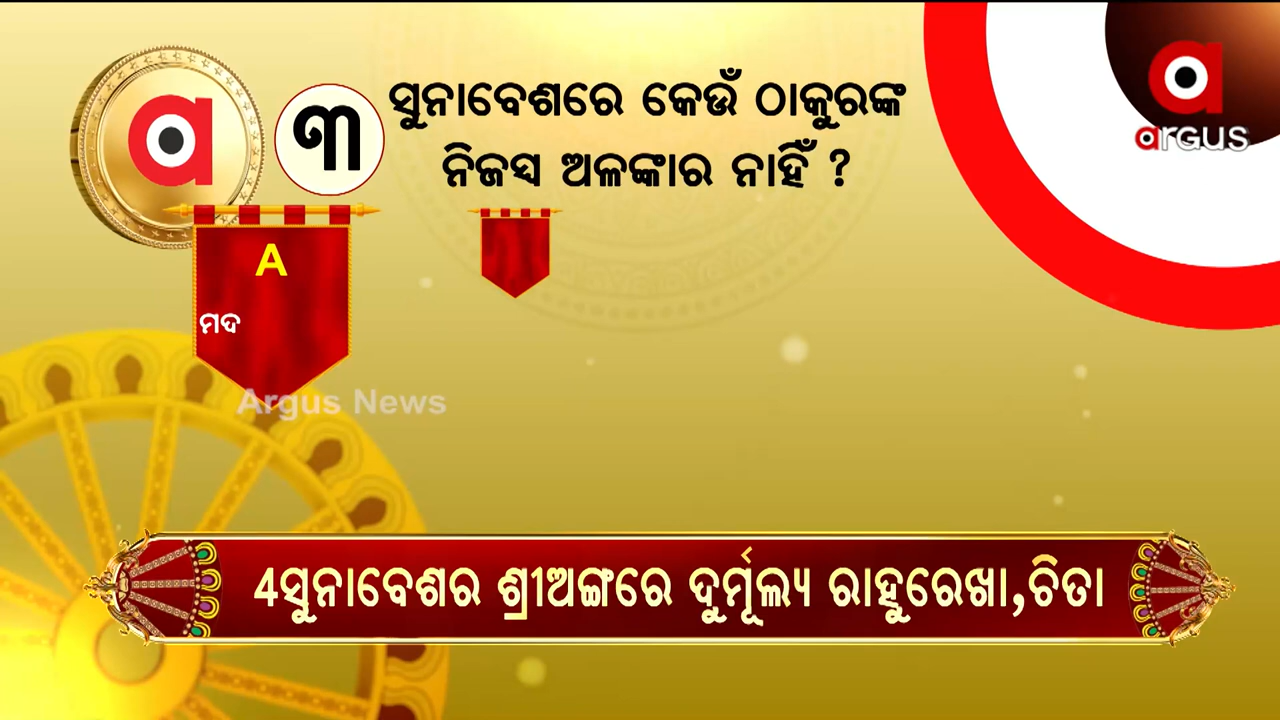 a
୩
ସୁନାବେଶରେ କେଉଁ ଠାକୁରଙ୍କ
ନିଜସ୍ୱ ଅଳଙ୍କାର ନାହିଁ ?
a
argus
A
ମଦ
Argus News
4ସୁନାବେଶର ଶ୍ରୀଅଙ୍ଗରେ ଦୁର୍ମୂଲ୍ୟ ରାହୁରେଖା,ଚିତା